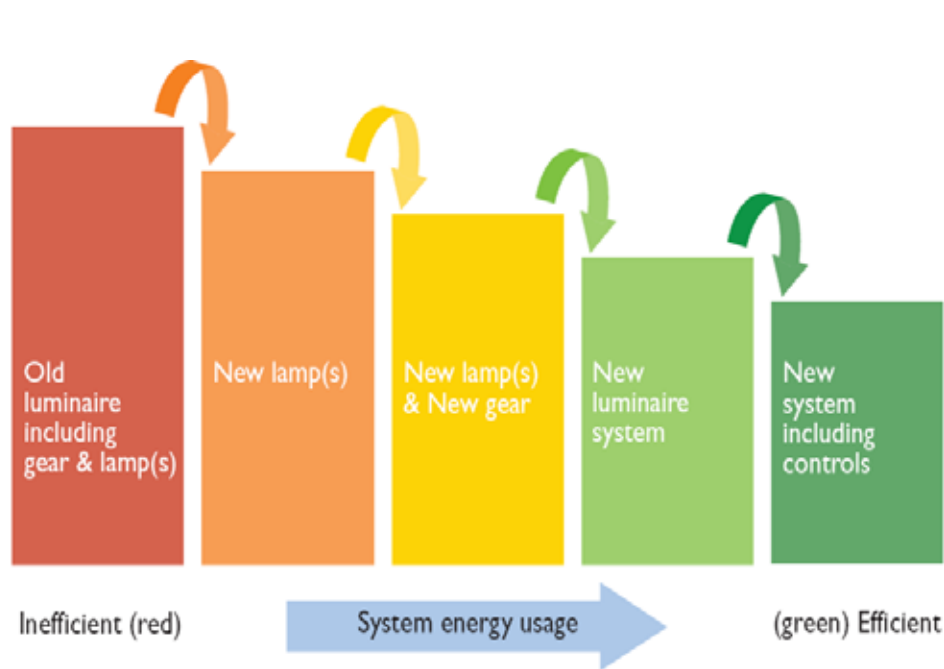 Old
luminaire
including
gear & lamp(s)
New lamp(s)
New lamp(s)
& New gear
New
luminaire
system
New
system
including
controls
Inefficient (red)
System energy usage
(green) Efficient